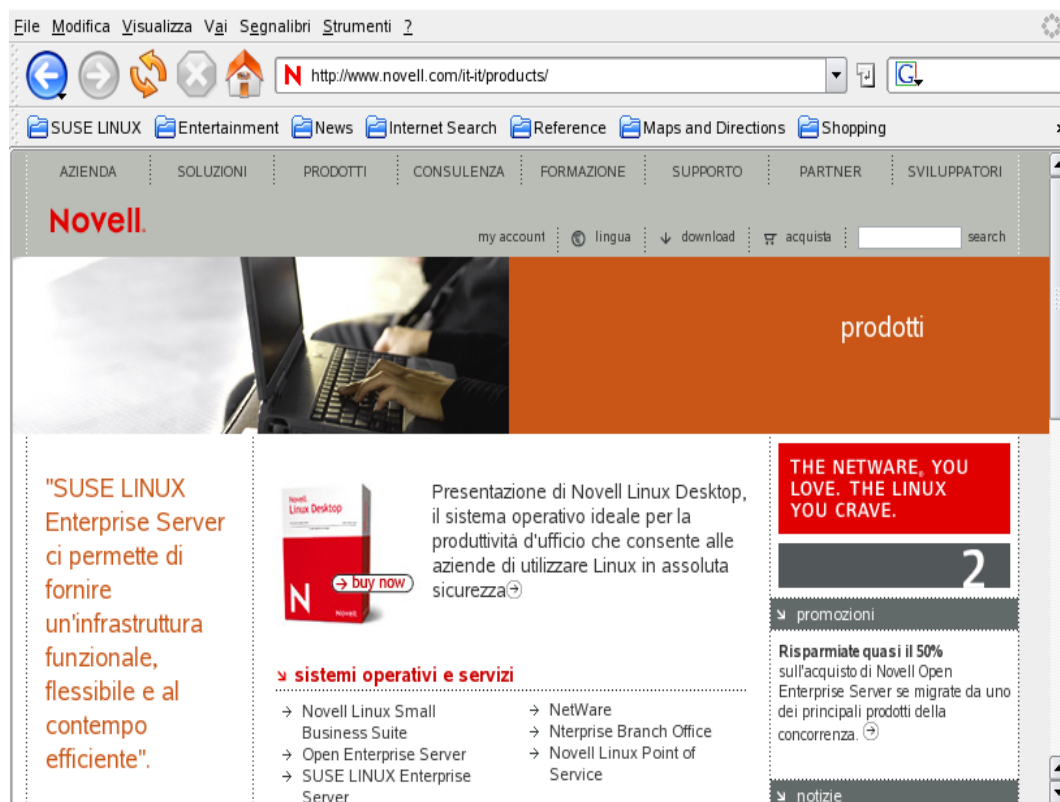 File Modifica Visualizza Vai Segnalibri Strumenti ?
N http://www.novell.com/it-it/products/ G
SUSE LINUX Entertainment News Internet Search Reference Maps and Directions Shopping
AZIENDA SOLUZIONI PRODOTTI CONSULENZA FORMAZIONE SUPPORTO PARTNER SVILUPPATORI
Novell.
my account lingua download acquista search
prodotti
"SUSE LINUX
Enterprise Server
ci permette di
fornire
un'infrastruttura
funzionale,
flessibile e al
contempo
efficiente".
Novell
Linux Desktop
N
buy now
Novell
Presentazione di Novell Linux Desktop,
il sistema operativo ideale per la
produttività d'ufficio che consente alle
aziende di utilizzare Linux in assoluta
sicurezza
sistemi operativi e servizi
Novell Linux Small
Business Suite
Open Enterprise Server
SUSE LINUX Enterprise
Server
NetWare
Nterprise Branch Office
Novell Linux Point of
Service
THE NETWARE® YOU
LOVE. THE LINUX
YOU CRAVE.
2
promozioni
Risparmiate quasi il 50%
sull'acquisto di Novell Open
Enterprise Server se migrate da uno
dei principali prodotti della
concorrenza.
notizie